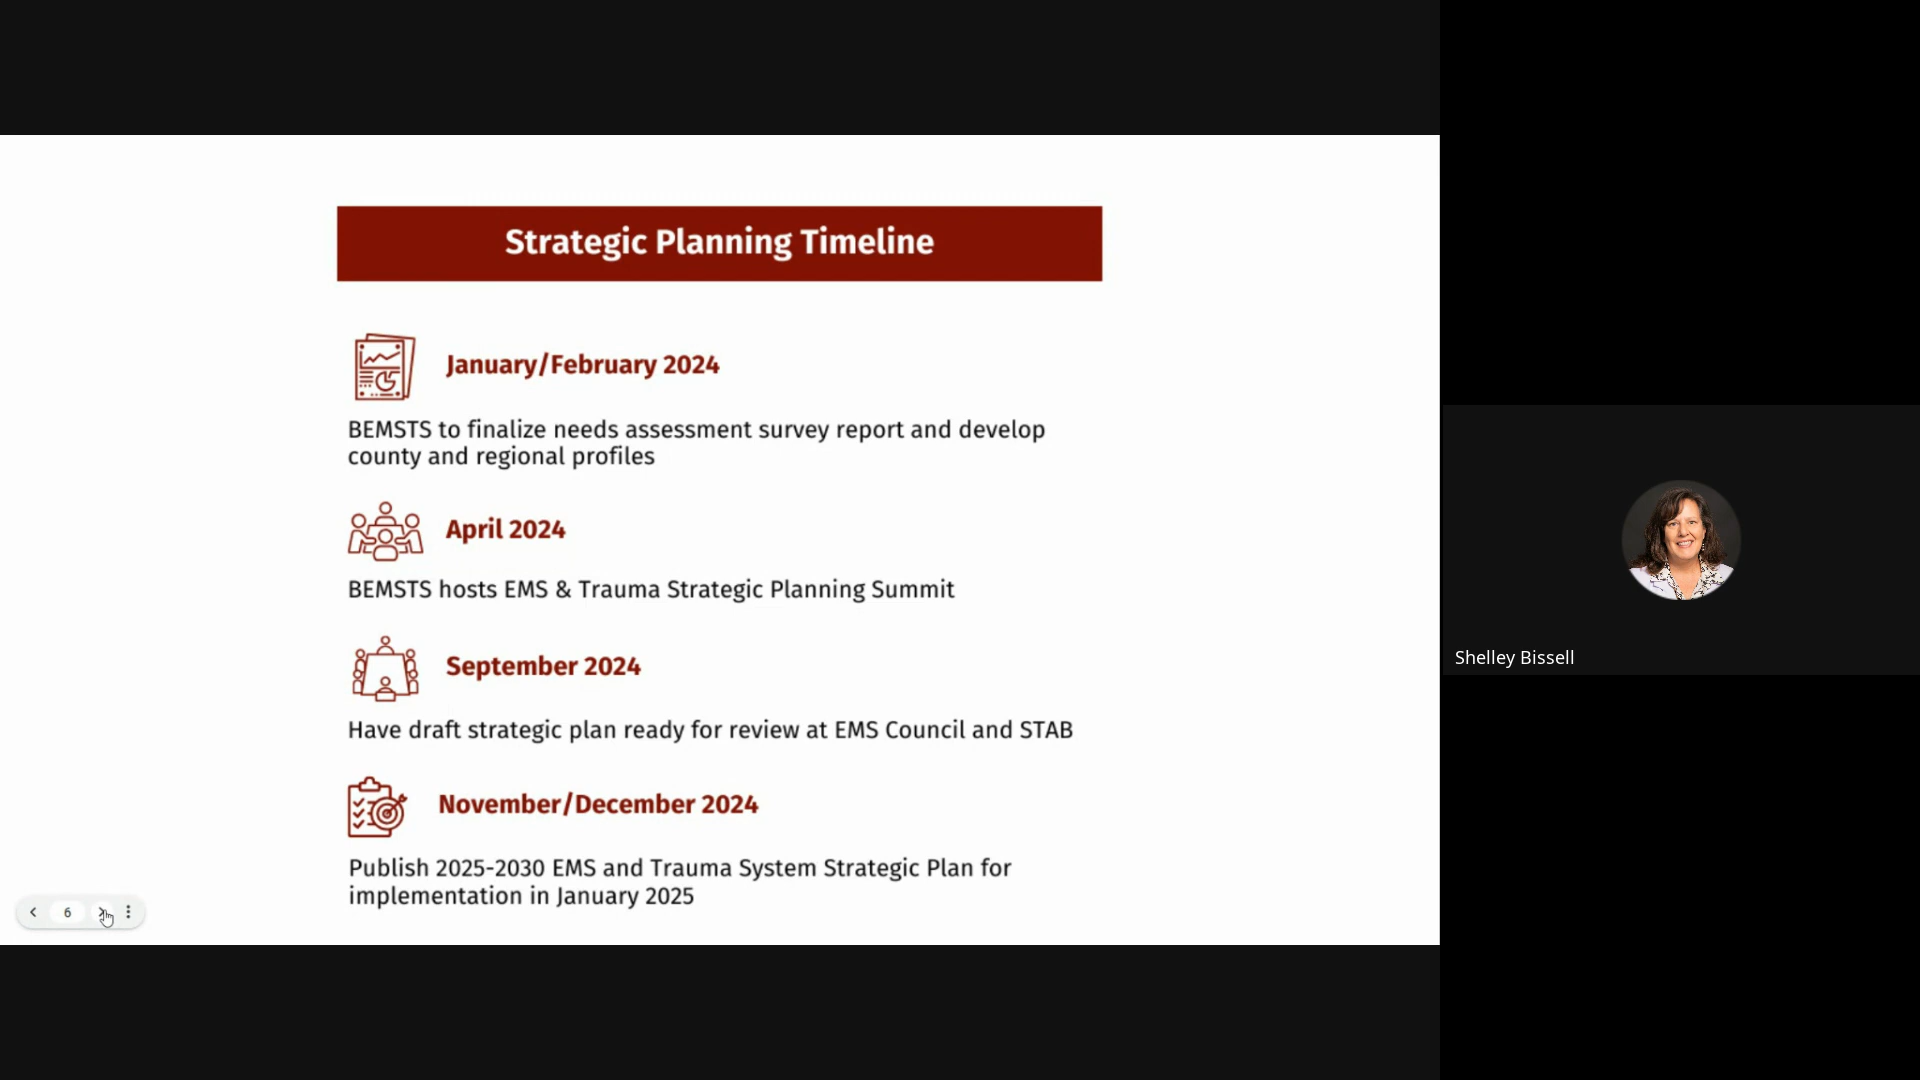 Strategic Planning Timeline
January/February 2024
BEMSTS to finalize needs assessment survey report and develop
county and regional profiles
April 2024
BEMSTS hosts EMS & Trauma Strategic Planning Summit
September 2024
Have draft strategic plan ready for review at EMS Council and STAB
November/December 2024
Publish 2025-2030 EMS and Trauma System Strategic Plan for
implementation in January 2025
6
Shelley Bissell